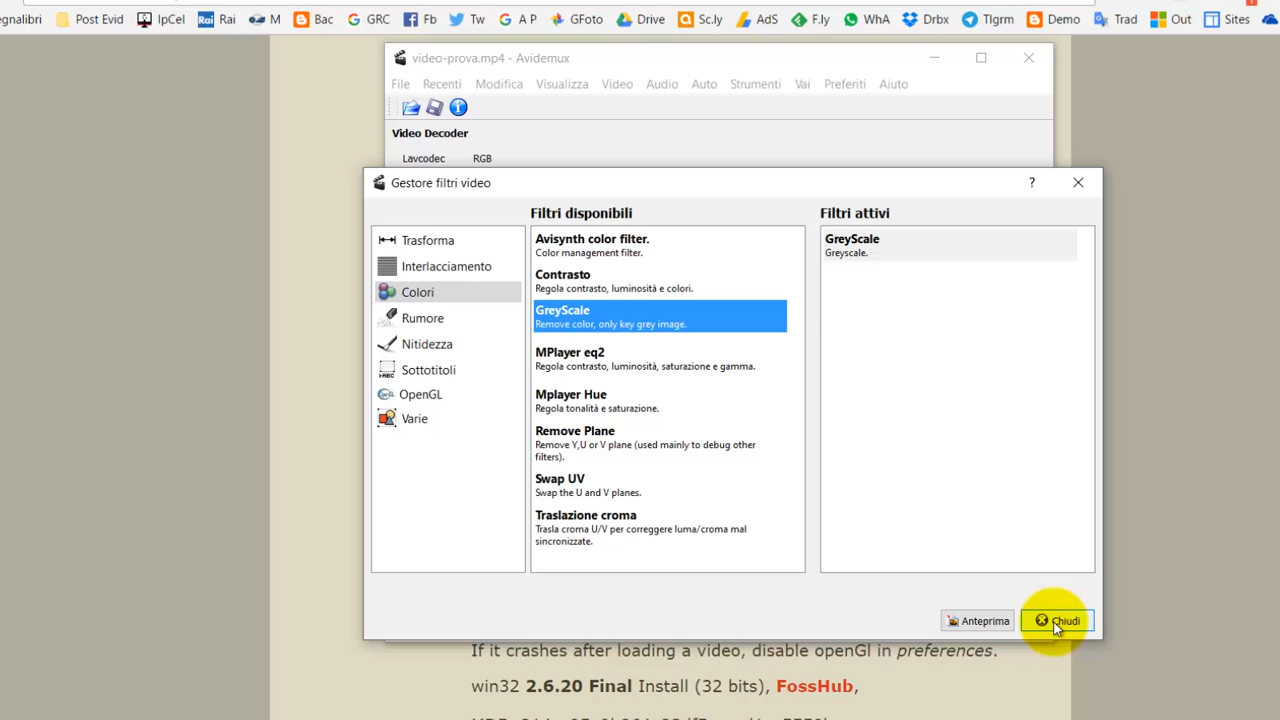 egnalibri Post Evid IpCel Rai Rai M Bac GRC Fb Tw A P GFoto Drive Sc.ly AdS F.ly WhA Drbx Tlgrm Demo Trad Out Sites
video-prova.mp4 - Avidemux
File Recenti Modifica Visualizza Video Audio Auto Strumenti Vai Preferiti Aiuto
Video Decoder
Lavcodec RGB
Gestore filtri video ?
Filtri disponibili
Filtri attivi
Trasforma
Interlacciamento
Colori
Rumore
Nitidezza
Sottotitoli
OpenGL
Varie
Avisynth color filter.
Color management filter.
Contrasto
Regola contrasto, luminosità e colori.
GreyScale
Remove color, only key grey image.
MPlayer eq2
Regola contrasto, luminosità, saturazione e gamma.
Mplayer Hue
Regola tonalità e saturazione.
Remove Plane
Remove Y,U or V plane (used mainly to debug other
filters).
Swap UV
Swap the U and V planes.
Traslazione croma
Trasla croma U/V per correggere luma/croma mal
sincronizzate.
GreyScale
Greyscale.
Anteprima Chiudi
If it crashes after loading a video, disable openGl in preferences.
win32 2.6.20 Final Install (32 bits), FossHub,